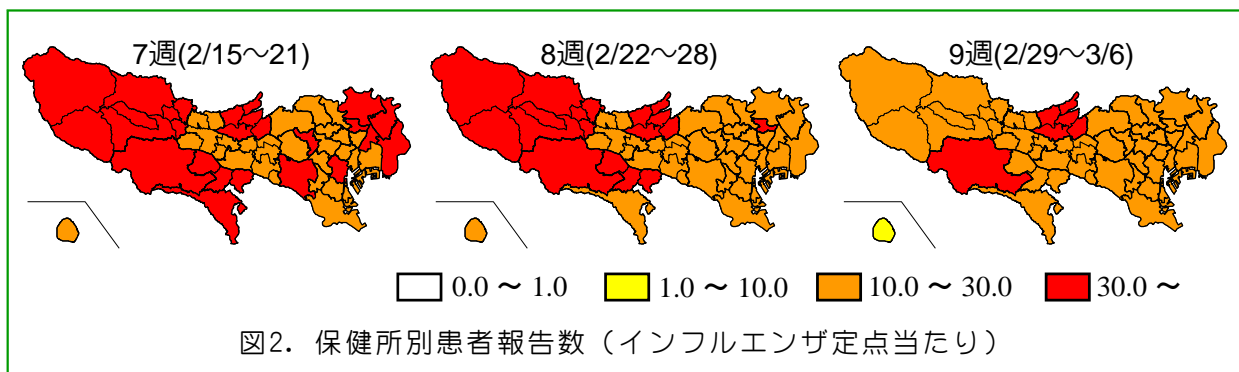 7週(2/15～21)
8週(2/22～28)
9週(2/29～3/6)
0.0 ～ 1.0
1.0 ～ 10.0
10.0 ～ 30.0
30.0 ～
図2. 保健所別患者報告数（インフルエンザ定点当たり）